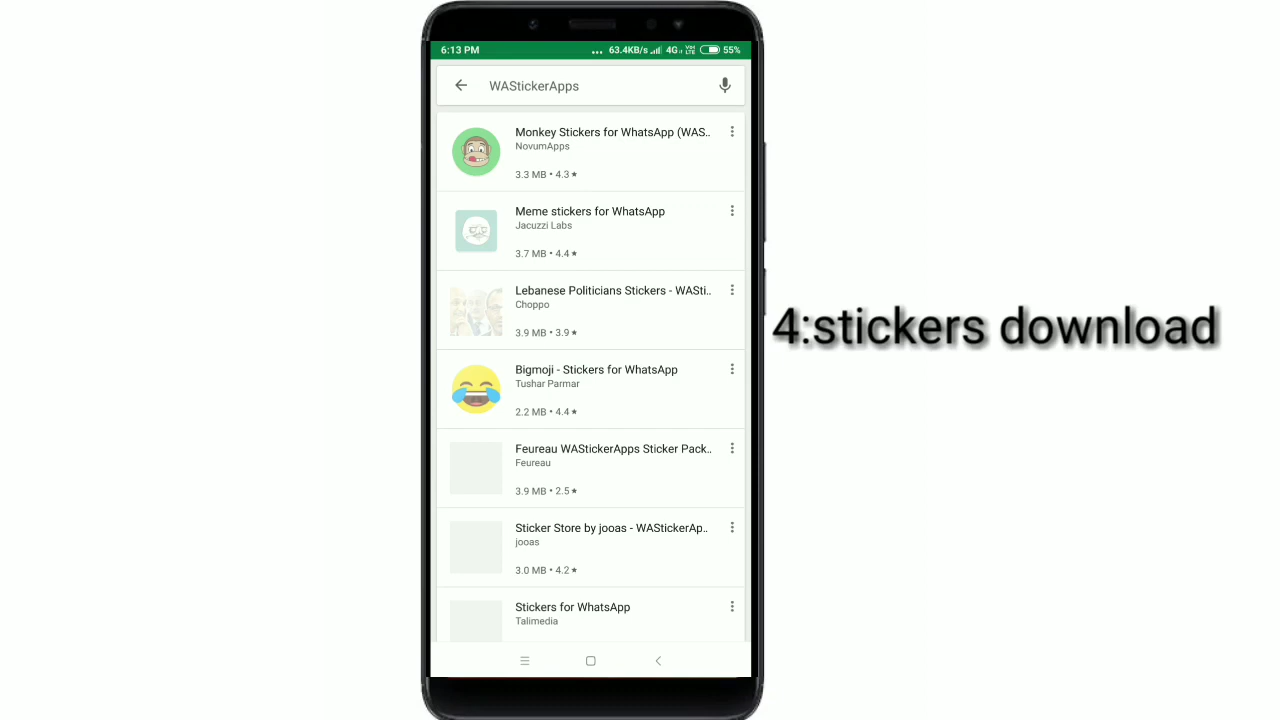 6:13 PM
... 63.4KB/s 4G VoLTE 55%
WAStickerApps
Monkey Stickers for WhatsApp (WAS..
NovumApps
3.3 MB • 4.3 ★
Meme stickers for WhatsApp
Jacuzzi Labs
3.7 MB • 4.4 ★
Lebanese Politicians Stickers - WASti..
Choppo
3.9 MB • 3.9 ★
Bigmoji - Stickers for WhatsApp
Tushar Parmar
2.2 MB • 4.4 ★
Feureau WAStickerApps Sticker Pack..
Feureau
3.9 MB • 2.5 ★
Sticker Store by jooas - WAStickerAp..
jooas
3.0 MB • 4.2 ★
Stickers for WhatsApp
Talimedia
4:stickers download